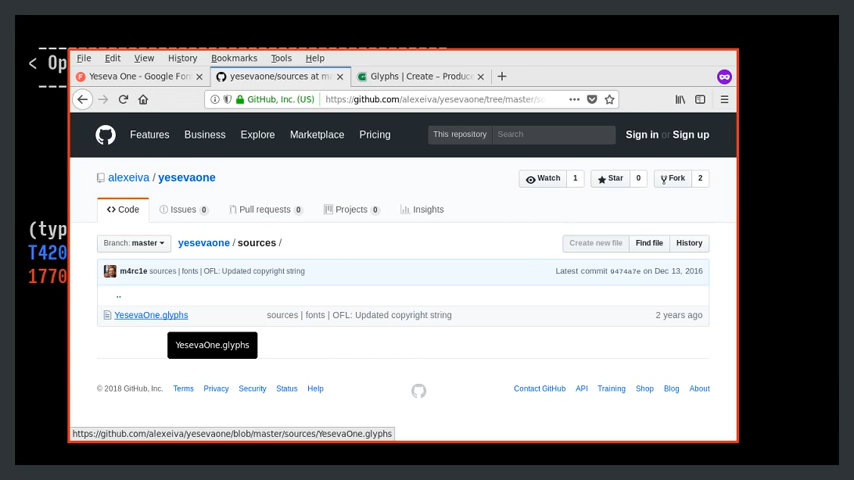 < Op
File Edit View History Bookmarks Tools Help
Yeseva One - Google Fon × yesevaone/sources at ma × Glyphs | Create – Produce × +
GitHub, Inc. (US) https://github.com/alexeiva/yesevaone/tree/master/so ···
Features Business Explore Marketplace Pricing This repository Search Sign in or Sign up
alexeiva / yesevaone Watch 1 Star 0 Fork 2
Code Issues 0 Pull requests 0 Projects 0 Insights
(typ
Branch: master yesevaone / sources / Create new file Find file History
T420
m4rc1e sources | fonts | OFL: Updated copyright string Latest commit 9474a7e on Dec 13, 2016
1770
..
YesevaOne.glyphs sources | fonts | OFL: Updated copyright string 2 years ago
YesevaOne.glyphs
© 2018 GitHub, Inc. Terms Privacy Security Status Help Contact GitHub API Training Shop Blog About
https://github.com/alexeiva/yesevaone/blob/master/sources/YesevaOne.glyphs